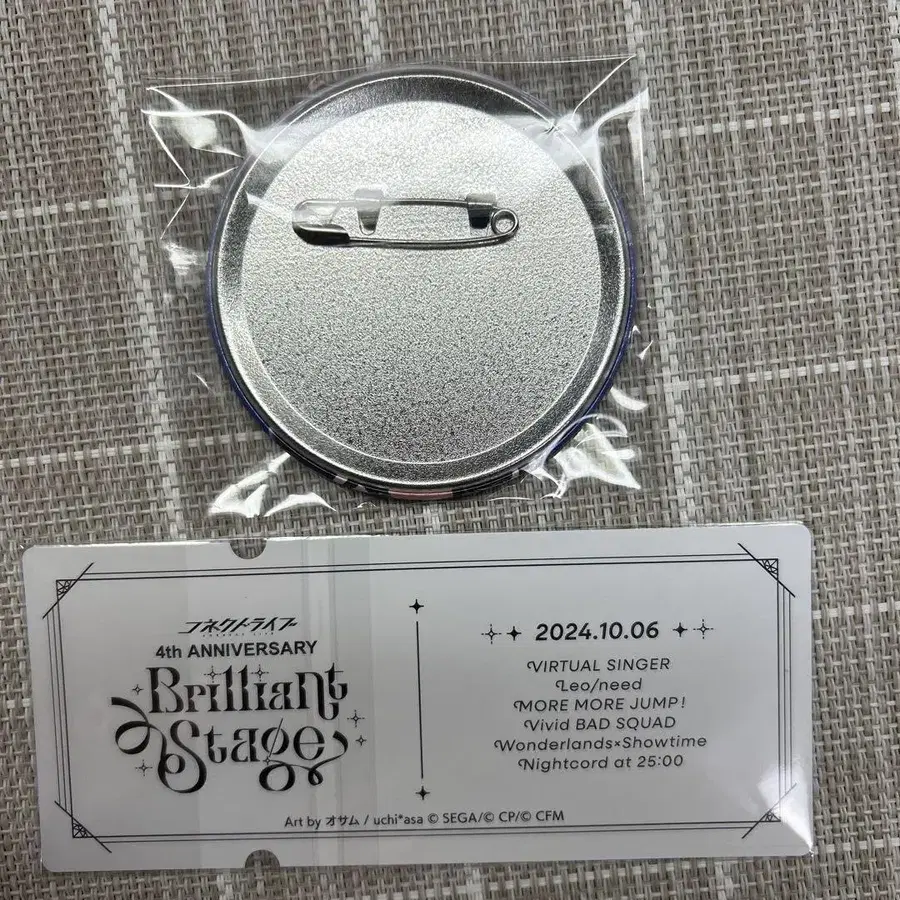 コネクトライブ
CONNECT LIVE
4th ANNIVERSARY
Brilliant
Stage
2024.10.06
VIRTUAL SINGER
Leo/need
MORE MORE JUMP!
Vivid BAD SQUAD
Wonderlands×Showtime
Nightcord at 25:00
Art by オサム / uchi*asa © SEGA/© CP/© CFM